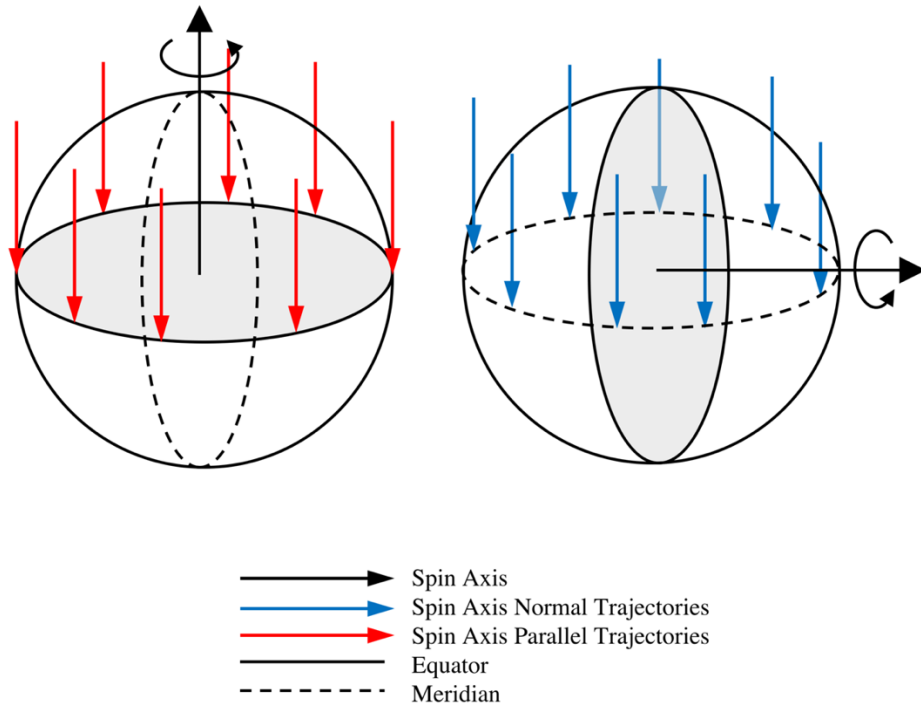 Spin Axis
Spin Axis Normal Trajectories
Spin Axis Parallel Trajectories
Equator
Meridian